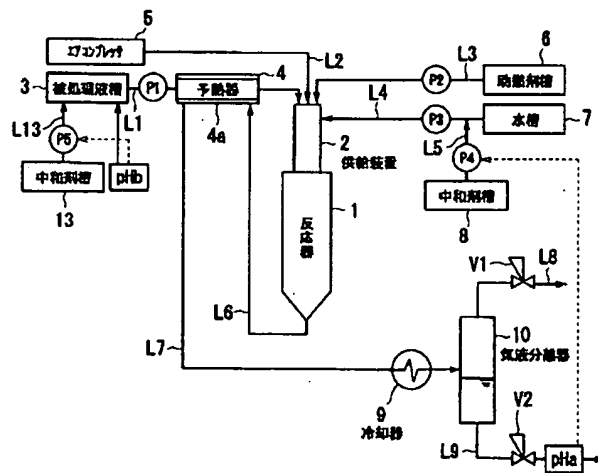 5
エアコンプレッサ
L2
4
3
被処理液槽
P1
予熱器
L1
4a
L13
P5
中和剤槽
13
pHb
2
供給装置
6
P2
L3
助燃剤槽
L4
P3
水槽
7
L5
P4
中和剤槽
8
1
反応器
L6
L7
V1
L8
10
気液分離器
9
冷却器
V2
L9
pHa